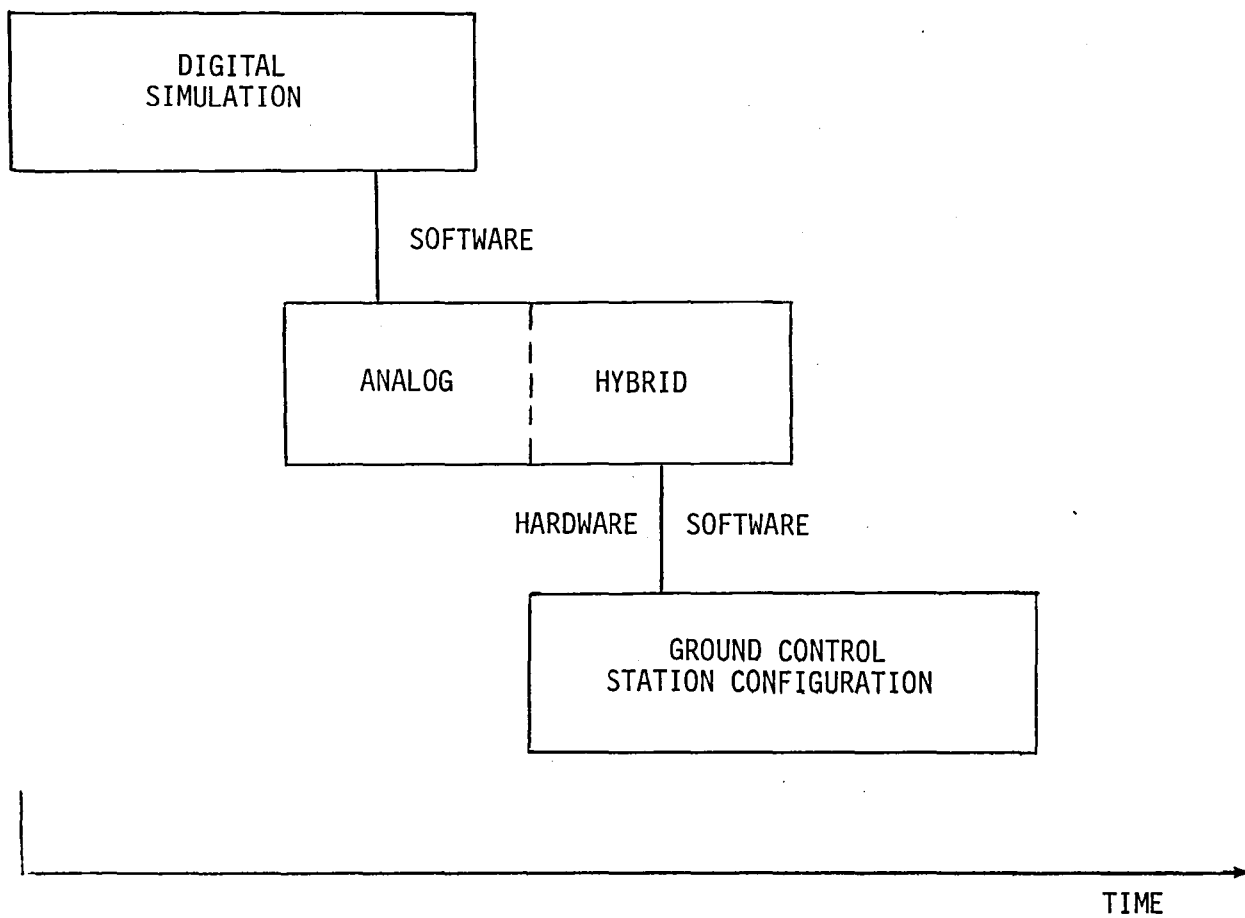 DIGITAL
SIMULATION
SOFTWARE
ANALOG
HYBRID
HARDWARE
SOFTWARE
GROUND CONTROL
STATION CONFIGURATION
TIME